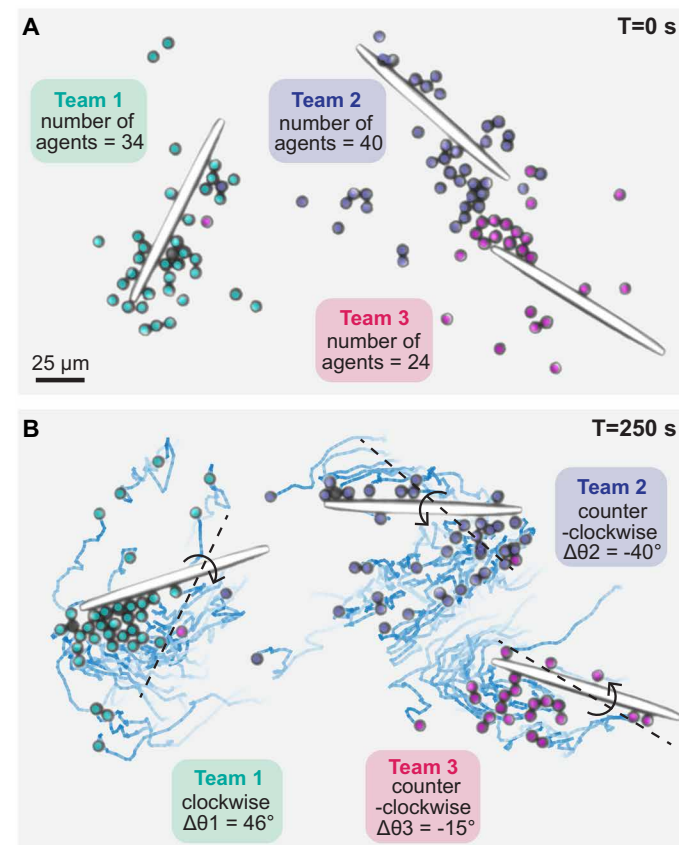 A
T=0 s
Team 1
number of
agents = 34
Team 2
number of
agents = 40
Team 3
number of
agents = 24
25 µm
B
T=250 s
Team 2
counter
-clockwise
Δθ2 = -40°
Team 1
clockwise
Δθ1 = 46°
Team 3
counter
-clockwise
Δθ3 = -15°